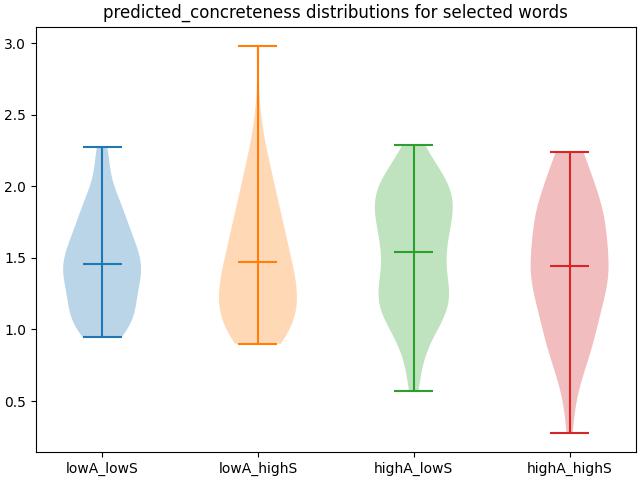 predicted_concreteness distributions for selected words
3.0
2.5
2.0
1.5
1.0
0.5
lowA_lowS
lowA_highS
highA_lowS
highA_highS